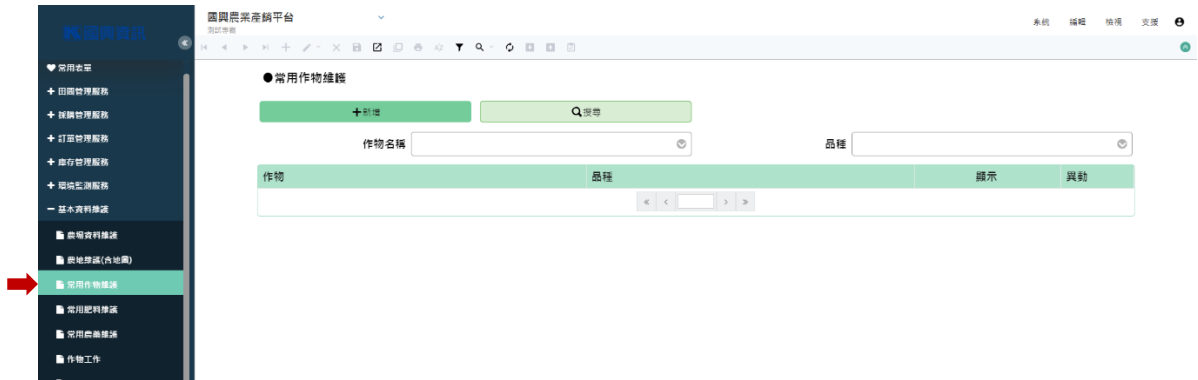 國興資訊
國興農業產銷平台
測試專案
系統 編輯 檢視 支援
常用表單
田間管理服務
採購管理服務
訂單管理服務
庫存管理服務
環境監測服務
基本資料維護
農場資料維護
農地維護(含地圖)
常用作物維護
常用肥料維護
常用農藥維護
作物工作
●常用作物維護
新增 搜尋
作物名稱 品種
作物 品種 顯示 異動